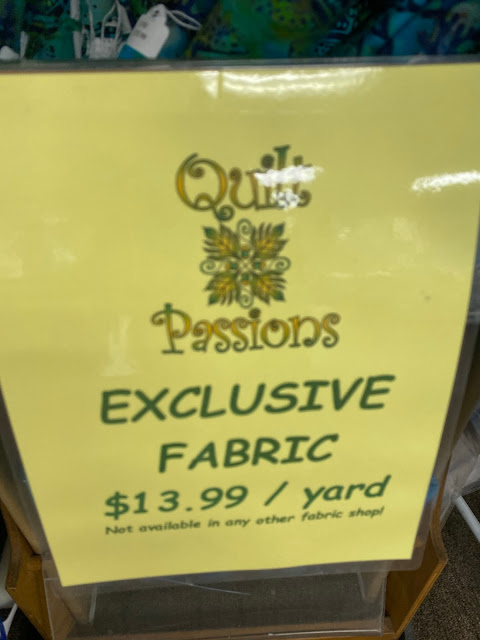 Quilt
Passions
EXCLUSIVE
FABRIC
$13.99 / yard
Not available in any other fabric shop!